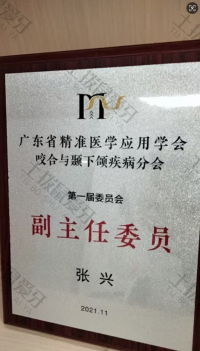 广东省精准医学应用学会
咬合与颞下颌疾病分会
第一届委员会
副主任委员
张兴
2021.11